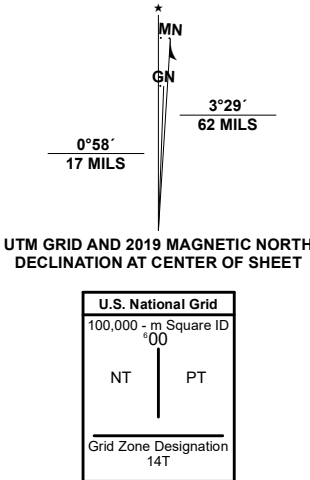 ★
MN
GN
3°29´
62 MILS
0°58´
17 MILS
UTM GRID AND 2019 MAGNETIC NORTH
DECLINATION AT CENTER OF SHEET
U.S. National Grid
100,000 - m Square ID
⁶00
NT PT
Grid Zone Designation
14T